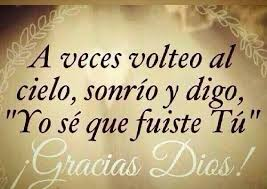 A veces volteo al
cielo, sonrío y digo,
"Yo sé que fuiste Tú"
¡Gracias Dios!